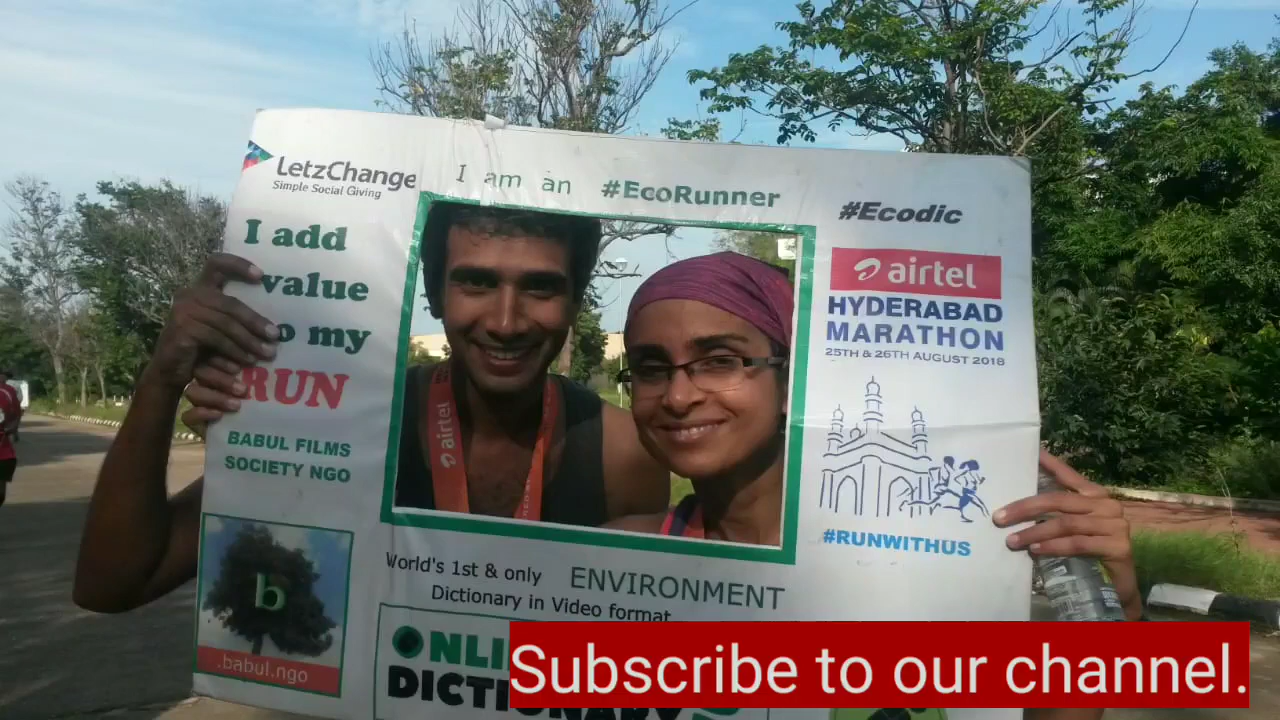 LetzChange
Simple Social Giving
I am an #EcoRunner
#Ecodic
I add
value
o my
RUN
BABUL FILMS
SOCIETY NGO
b
.babul.ngo
airtel
airtel
HYDERABAD
MARATHON
25TH & 26TH AUGUST 2018
#RUNWITHUS
World's 1st & only ENVIRONMENT
Dictionary in Video format
ONLI
DICTIONARY
Subscribe to our channel.